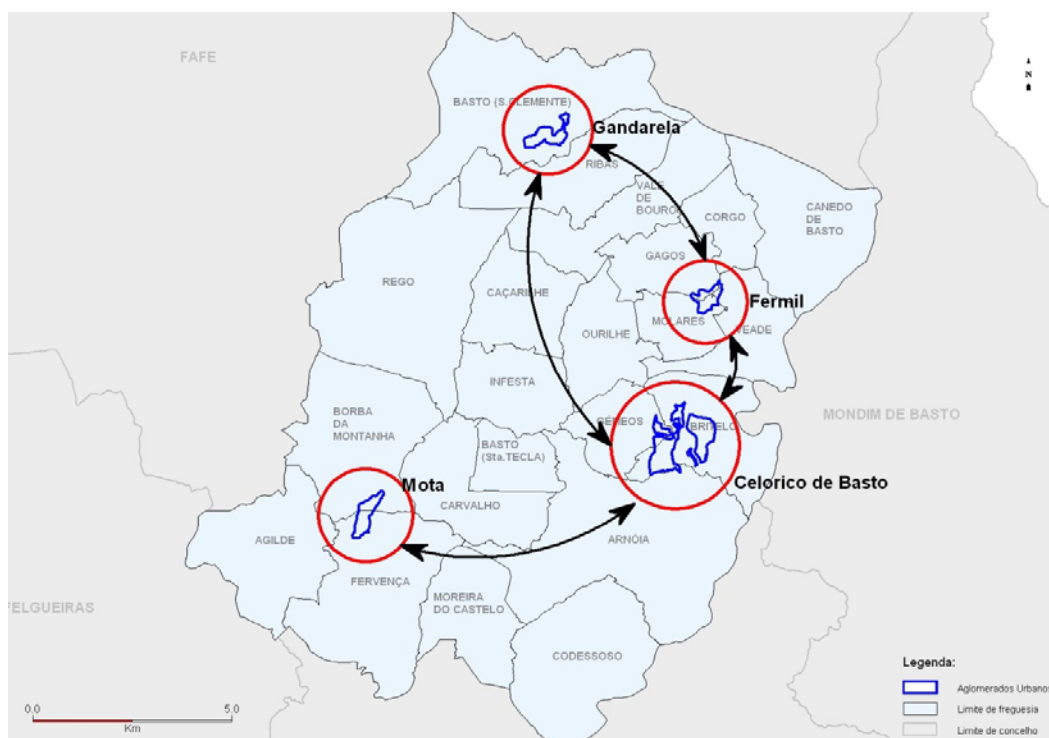 FAFE
N
BASTO (S.CLEMENTE)
Gandarela
RIBAS
VALE
DE
BOURO
CORGO
CANEDO
DE
BASTO
GAGOS
REGO
CAÇARILHE
Fermil
MOLARES
VEADE
OURILHE
INFESTA
BORBA
DA
MONTANHA
GÉMEOS
BRITELO
MONDIM DE BASTO
BASTO
(Sta.TECLA)
Celorico de Basto
Mota
CARVALHO
AGILDE
ARNÓIA
FERVENÇA
MOREIRA
DO CASTELO
FELGUEIRAS
CODESSOSO
Legenda:
Aglomerados Urbanos
Limite de freguesia
Limite de concelho
0.0 5.0
Km